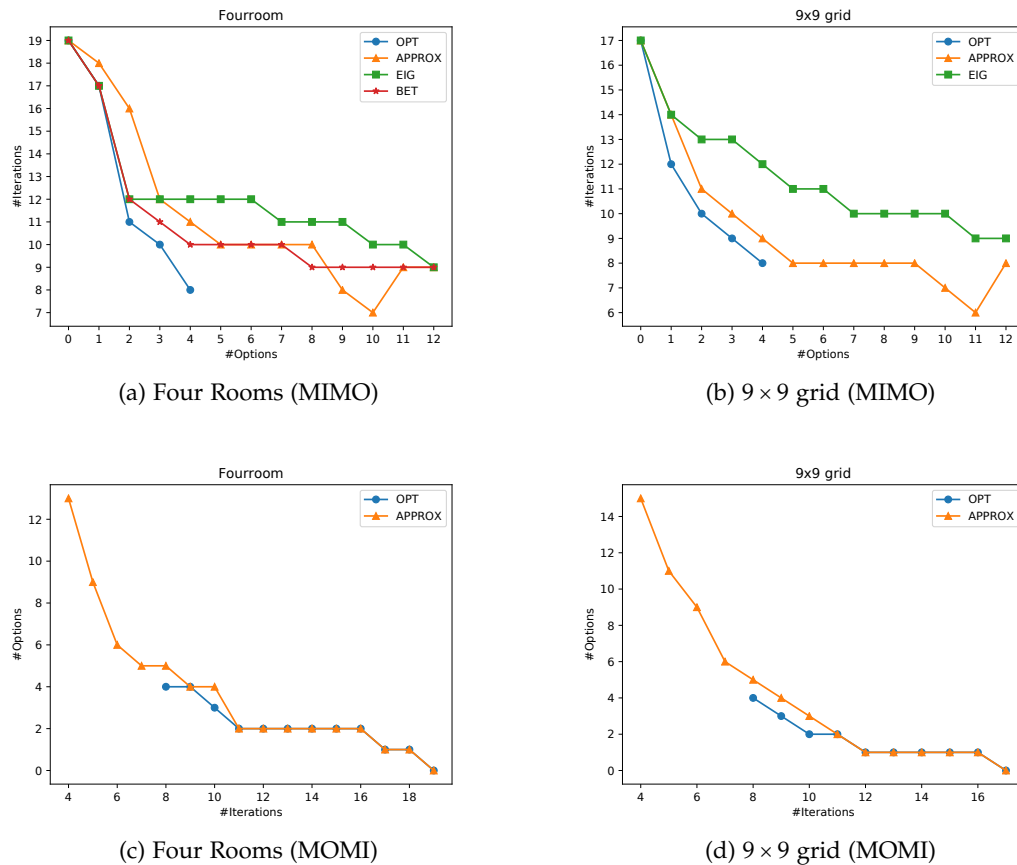 Fourroom
OPT
APPROX
EIG
BET
19
18
17
16
15
14
13
12
11
10
9
8
7
#Iterictions
0 1 2 3 4 5 6 7 8 9 10 11 12
#Options
(a) Four Rooms (MIMO)
9x9 grid
OPT
APPROX
EIG
17
16
15
14
13
12
11
10
9
8
7
6
#Iterictions
0 1 2 3 4 5 6 7 8 9 10 11 12
#Options
(b) 9 × 9 grid (MIMO)
Fourroom
OPT
APPROX
12
10
8
6
4
2
0
#Options
4 6 8 10 12 14 16 18
#Iterations
(c) Four Rooms (MOMI)
9x9 grid
OPT
APPROX
14
12
10
8
6
4
2
0
#Options
4 6 8 10 12 14 16
#Iterations
(d) 9 × 9 grid (MOMI)